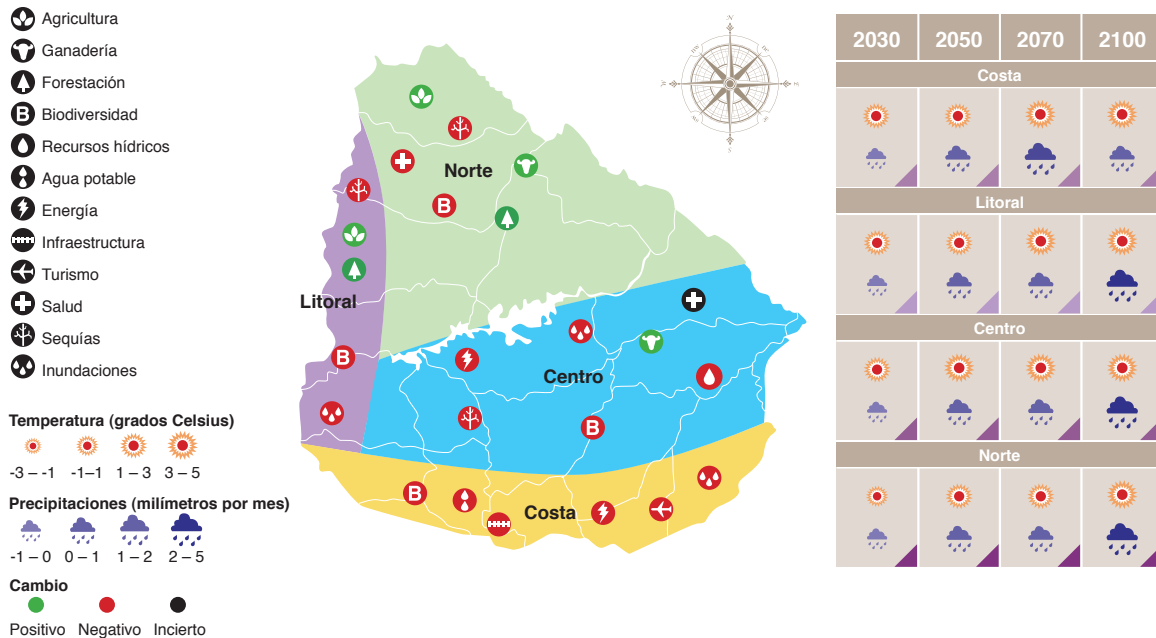 Agricultura
Ganadería
Forestación
B Biodiversidad
Recursos hídricos
Agua potable
Energía
Infraestructura
Turismo
Salud
Sequías
Inundaciones
Temperatura (grados Celsius)
-3 – -1 -1–1 1 – 3 3 – 5
Precipitaciones (milímetros por mes)
-1 – 0 0 – 1 1 – 2 2 – 5
Cambio
Positivo Negativo Incierto
N
S
Norte
B
Litoral
B
Centro
B
B
Costa
2030 2050 2070 2100
Costa
Litoral
Centro
Norte